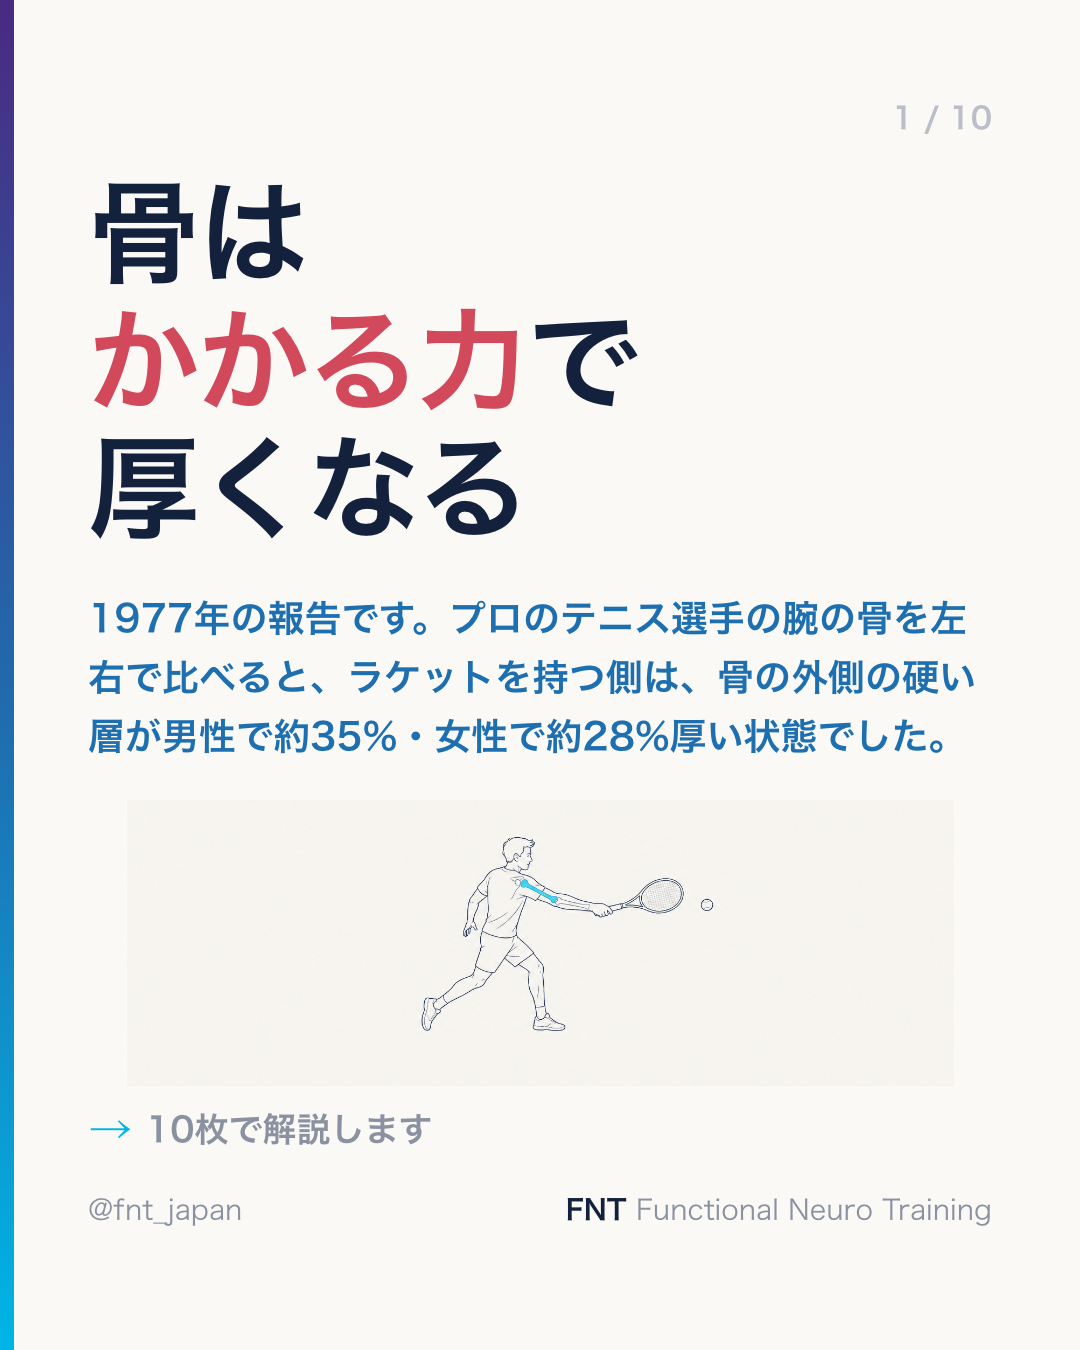 1 / 10
骨は
かかる力で
厚くなる
1977年の報告です。プロのテニス選手の腕の骨を左
右で比べると、ラケットを持つ側は、骨の外側の硬い
層が男性で約35%・女性で約28%厚い状態でした。
→ 10枚で解説します
@fnt_japan
FNT Functional Neuro Training